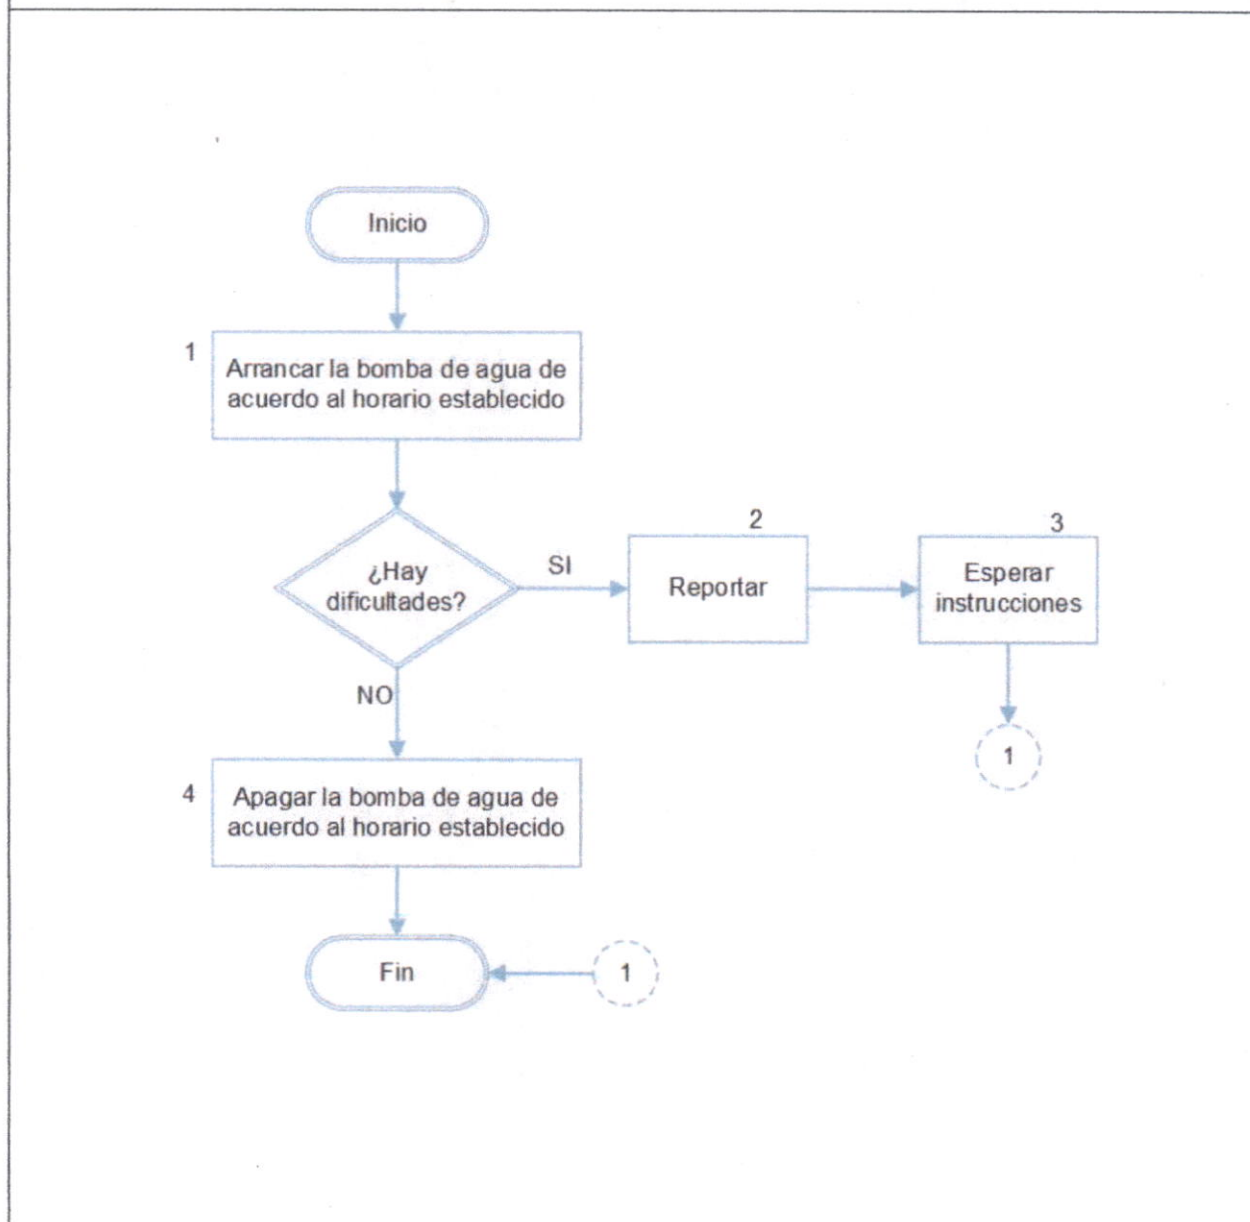 Inicio
1
Arrancar la bomba de agua de
acuerdo al horario establecido
¿Hay
dificultades?
SI
2
Reportar
3
Esperar
instrucciones
1
NO
4
Apagar la bomba de agua de
acuerdo al horario establecido
Fin
1